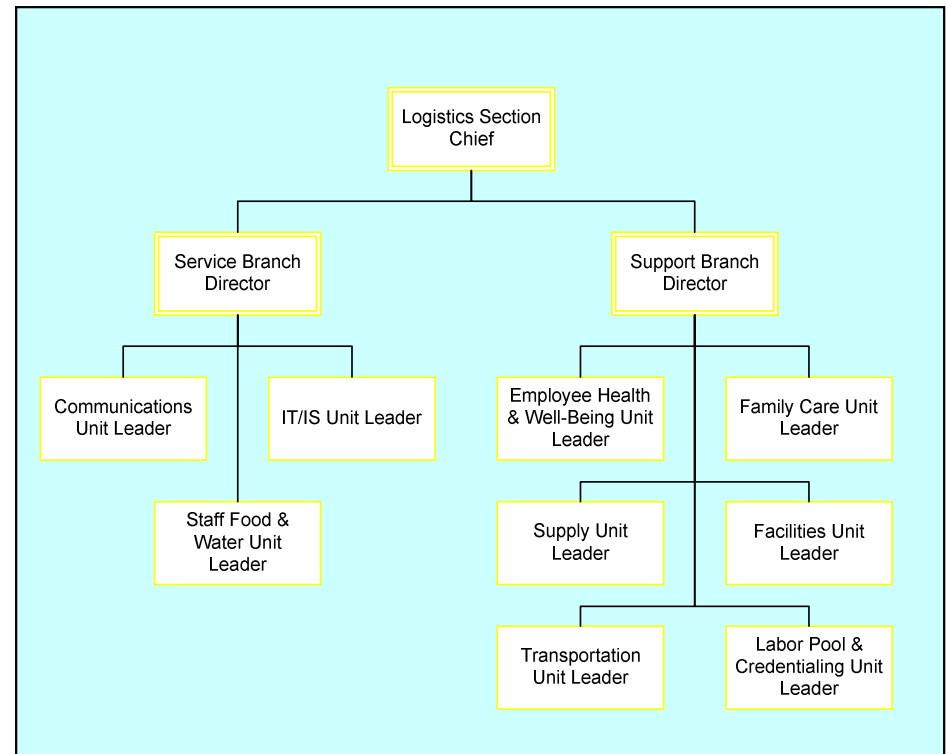 Logistics Section
Chief
Service Branch
Director
Support Branch
Director
Communications
Unit Leader
IT/IS Unit Leader
Employee Health
& Well-Being Unit
Leader
Family Care Unit
Leader
Staff Food &
Water Unit
Leader
Supply Unit
Leader
Facilities Unit
Leader
Transportation
Unit Leader
Labor Pool &
Credentialing Unit
Leader